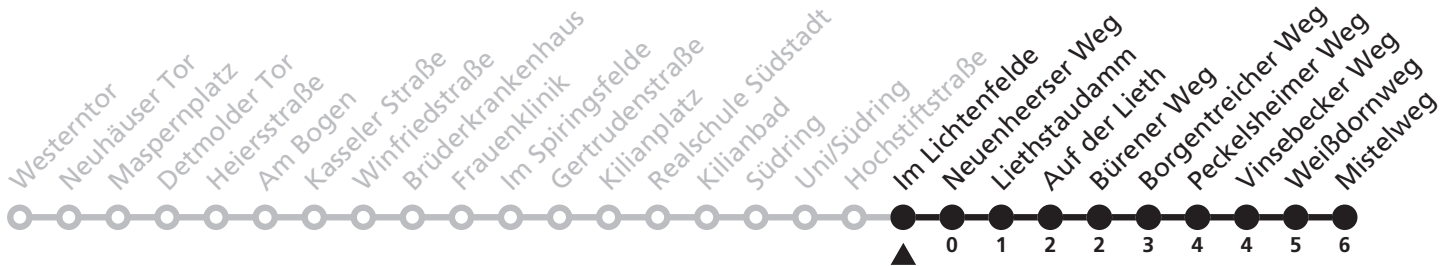 Westerntor
Neuhäuser Tor
Maspernplatz
Detmolder Tor
Heiersstraße
Am Bogen
Kasseler Straße
Winfriedstraße
Brüderkrankenhaus
Frauenklinik
Im Spiringsfelde
Gertrudenstraße
Kilianplatz
Realschule Südstadt
Kilianbad
Südring
Uni/Südring
Hochstiftstraße
Im Lichtenfelde
Neuenheerser Weg
Liethstaudamm
Auf der Lieth
Bürener Weg
Borgentreicher Weg
Peckelsheimer Weg
Vinsebecker Weg
Weißdornweg
Mistelweg
0 1 2 2 3 4 4 5 6